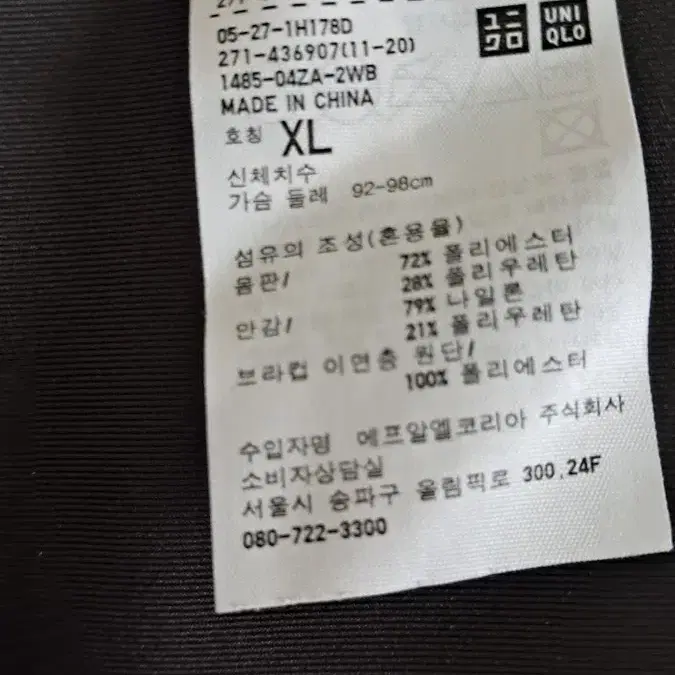 05-27-1H178D
271-436907(11-20)
1485-04ZA-2WB
MADE IN CHINA
ユニクロ
UNIQLO
호칭 XL
신체치수
가슴 둘레 92-98cm
섬유의 조성(혼용율)
몸판/ 72% 폴리에스터
28% 폴리우레탄
안감/ 79% 나일론
21% 폴리우레탄
브라컵 이연층 원단/
100% 폴리에스터
수입자명 에프알엘코리아 주식회사
소비자상담실
서울시 송파구 올림픽로 300,24F
080-722-3300